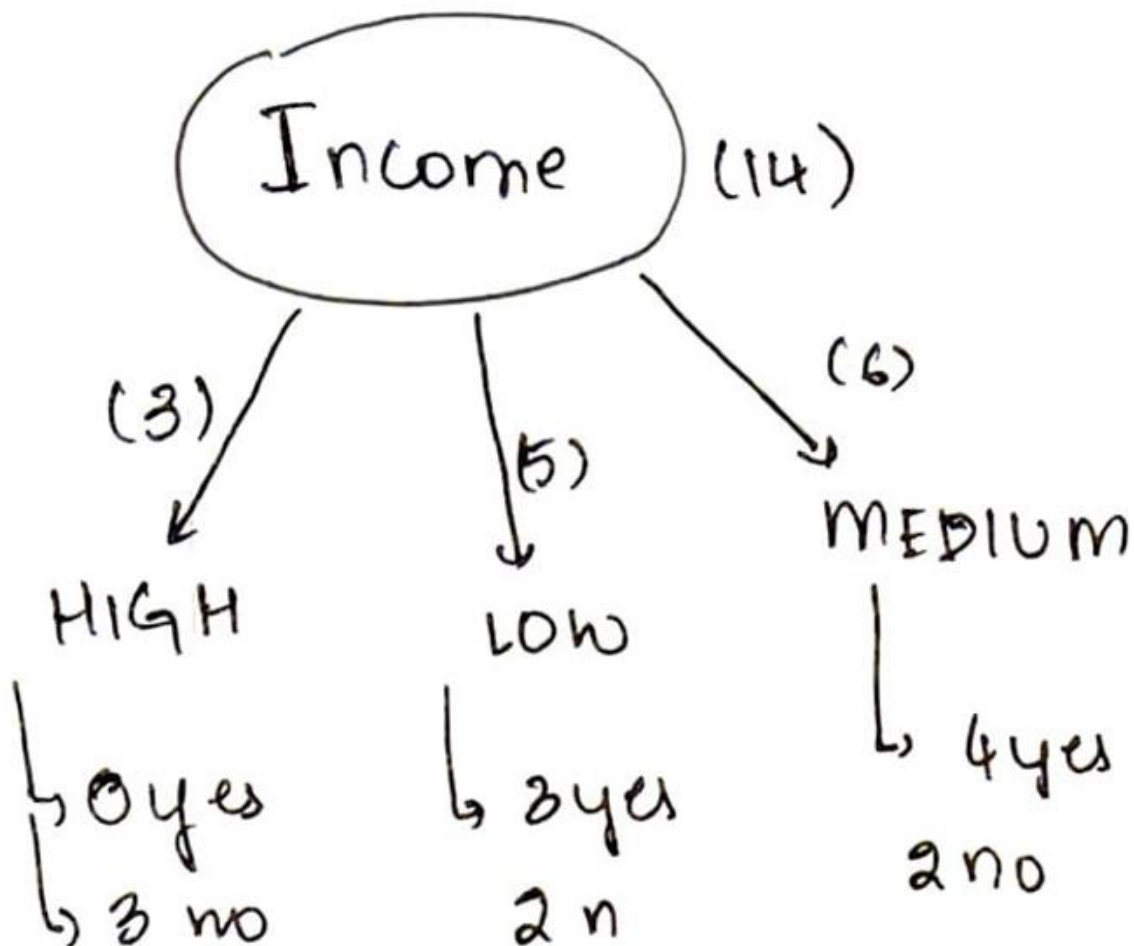 Income (14)
(3) (5) (6)
HIGH LOW MEDIUM
0 yes 3 yes 4 yes
3 no 2 n 2 no